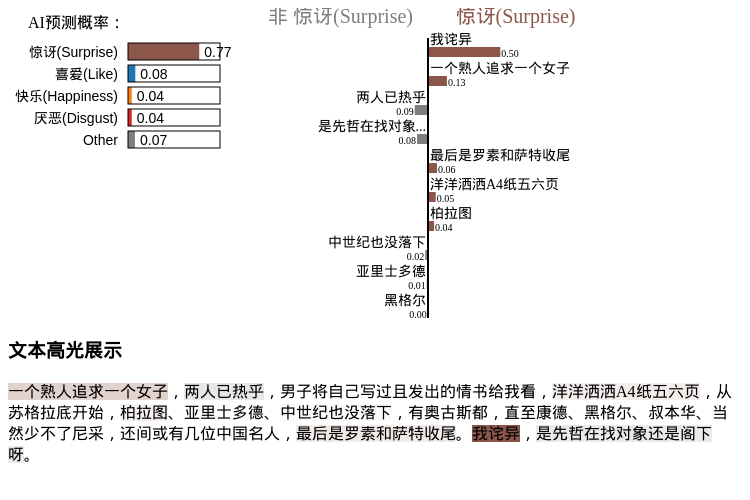 AI预测概率：
惊讶(Surprise) 0.77
喜爱(Like) 0.08
快乐(Happiness) 0.04
厌恶(Disgust) 0.04
Other 0.07
非 惊讶(Surprise) 惊讶(Surprise)
我诧异
0.50
一个熟人追求一个女子
0.13
两人已热乎
0.09
是先哲在找对象...
0.08
最后是罗素和萨特收尾
0.06
洋洋洒洒A4纸五六页
0.05
柏拉图
0.04
中世纪也没落下
0.02
亚里士多德
0.01
黑格尔
0.00
文本高光展示
一个熟人追求一个女子，两人已热乎，男子将自己写过且发出的情书给我看，洋洋洒洒A4纸五六页，从
苏格拉底开始，柏拉图、亚里士多德、中世纪也没落下，有奥古斯都，直至康德、黑格尔、叔本华、当
然少不了尼采，还间或有几位中国名人，最后是罗素和萨特收尾。我诧异，是先哲在找对象还是阁下
呀。